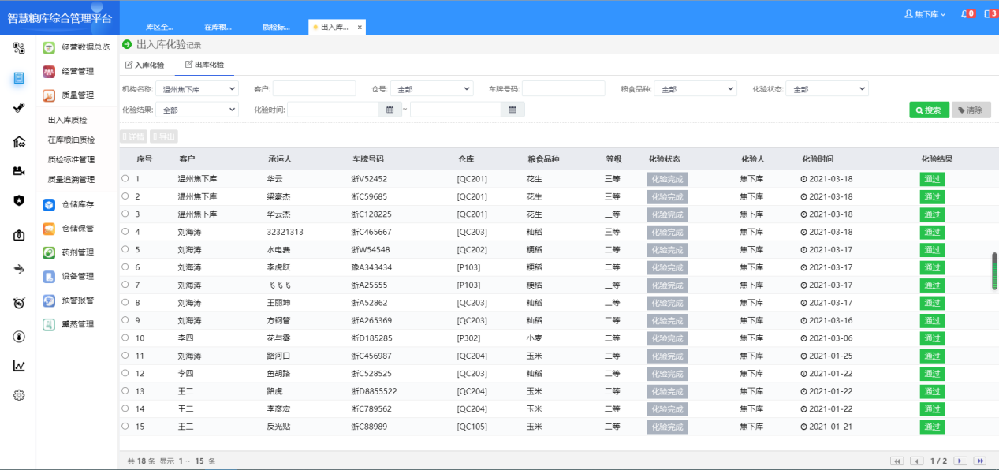 智慧粮库综合管理平台
焦下库 0 3
库区全... 在库粮... 质检标... 出入库... ×
经营数据总览
经营管理
质量管理
出入库质检
在库粮油质检
质检标准管理
质量追溯管理
仓储库存
仓储保管
药剂管理
设备管理
预警报警
熏蒸管理
出入库化验记录
入库化验 出库化验
机构名称: 温州焦下库 客户: 仓号: 全部 车牌号码: 粮食品种: 全部 化验状态: 全部
化验结果: 全部 化验时间: ~ 搜索 清除
详情 导出
序号 客户 承运人 车牌号码 仓库 粮食品种 等级 化验状态 化验人 化验时间 化验结果
1 温州焦下库 华云 浙V52452 [QC201] 花生 三等 化验完成 焦下库 2021-03-18 通过
2 温州焦下库 梁豪杰 浙C59685 [QC201] 花生 三等 化验完成 焦下库 2021-03-18 通过
3 温州焦下库 华云杰 浙C128225 [QC201] 花生 三等 化验完成 焦下库 2021-03-18 通过
4 刘海涛 32321313 浙C465667 [QC203] 籼稻 三等 化验完成 焦下库 2021-03-18 通过
5 刘海涛 水电费 浙W54548 [QC202] 粳稻 二等 化验完成 焦下库 2021-03-17 通过
6 刘海涛 李虎跃 豫A343434 [P103] 粳稻 二等 化验完成 焦下库 2021-03-17 通过
7 刘海涛 飞飞飞 浙A25555 [P103] 粳稻 三等 化验完成 焦下库 2021-03-17 通过
8 刘海涛 王丽坤 浙A52862 [QC203] 籼稻 二等 化验完成 焦下库 2021-03-17 通过
9 刘海涛 方钢管 浙A265369 [QC203] 籼稻 二等 化验完成 焦下库 2021-03-16 通过
10 李四 花与雾 浙D185285 [P302] 小麦 二等 化验完成 焦下库 2021-03-06 通过
11 刘海涛 路河口 浙C456987 [QC204] 玉米 二等 化验完成 焦下库 2021-01-25 通过
12 李四 鱼胡路 浙C528525 [QC203] 籼稻 二等 化验完成 焦下库 2021-01-22 通过
13 王二 路虎 浙D8855522 [QC204] 玉米 二等 化验完成 焦下库 2021-01-22 通过
14 王二 李彦宏 浙C789562 [QC204] 玉米 二等 化验完成 焦下库 2021-01-22 通过
15 王二 反光贴 浙C88989 [QC105] 玉米 二等 化验完成 焦下库 2021-01-21 通过
共 18 条 显示 1 ~ 15 条 1 / 2